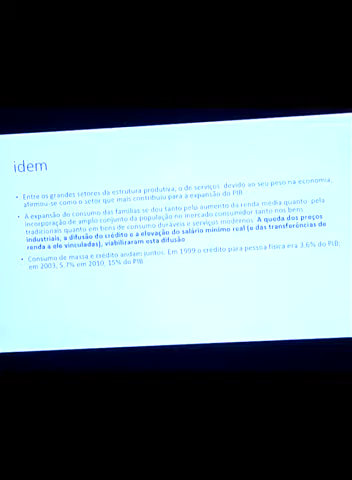 idem
• Entre os grandes setores da estrutura produtiva, o de serviços, devido ao seu peso na economia,
afirmou-se como o setor que mais contribuiu para a expansão do PIB.
• A expansão do consumo das famílias se deu tanto pelo aumento da renda média quanto pela
incorporação de amplo conjunto da população no mercado consumidor tanto nos bens
tradicionais quanto em bens de consumo duráveis e serviços modernos. A queda dos preços
industriais, a difusão do crédito e a elevação do salário mínimo real (e das transferências de
renda a ele vinculadas), viabilizaram esta difusão
• Consumo de massa e crédito andam juntos. Em 1999 o crédito para pessoa física era 3,6% do PIB;
em 2003, 5,7% em 2010, 15% do PIB